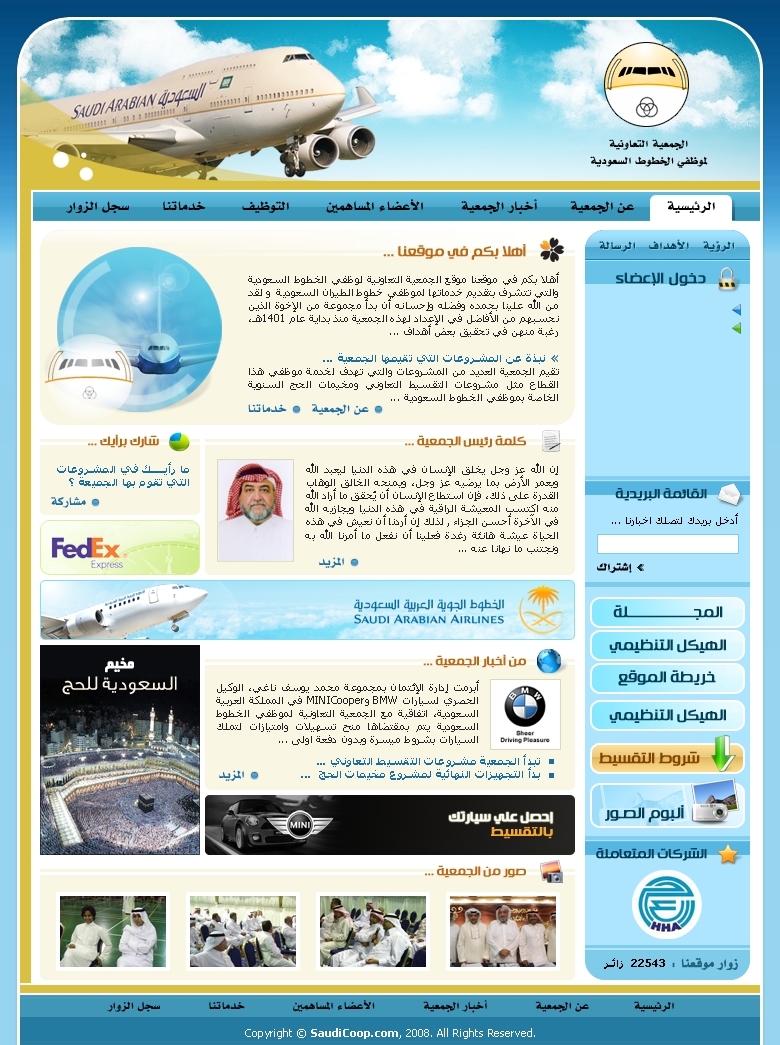 SAUDI ARABIAN السعودية
الجمعية التعاونية
لموظفي الخطوط السعودية
الرئيسية
عن الجمعية
أخبار الجمعية
الأعضاء المساهمين
التوظيف
خدماتنا
سجل الزوار
الرؤية الأهداف الرسالة
دخول الإعضاء
القائمة البريدية
أدخل بريدك لتصلك اخبارنا ...
إشتراك
المجـــــــــلة
الهيكل التنظيمي
خريطة الموقع
الهيكل التنظيمي
شروط التقسيط
ألبوم الصور
الشركات المتعاملة
HHA
زوار موقعنا : 22543 زائر
أهلا بكم في موقعنا ...
أهلا بكم في موقعنا موقع الجمعية التعاونية لوظفي الخطوط السعودية
والتي تتشرف بتقديم خدماتها لموظفي خطوط الطيران السعودية و لقد
من الله علينا بحمده وفضله وإحسانه أن بدأ مجموعة من الإخوة الذين
نحسبهم من الأفاضل في الإعداد لهذه الجمعية منذ بداية عام 1401هـ،
رغبة منهن في تحقيق بعض أهداف ...
» نبذة عن المشروعات التي تقيمها الجمعية ...
تقيم الجمعية العديد من المشروعات والتي تهدف لخدمة موظفي هذا
القطاع مثل مشروعات التقسيط التعاوني ومخيمات الحج السنوية
الخاصة بموظفي الخطوط السعودية ...
عن الجمعية
خدماتنا
كلمة رئيس الجمعية ...
إن الله عز وجل يخلق الإنسان في هذه الدنيا ليعبد الله
ويعمر الأرض بما يرضيه عز وجل، ويمنحه الخالق الوهاب
القدرة على ذلك، فإن استطاع الإنسان أن يُحقق ما أراد الله
منه اكتسب المعيشة الراقية في هذه الدنيا ويجازيه الله
في الآخرة أحسن الجزاء , لذلك إن أردنا أن نعيش في هذه
الحياة عيشة هانئة رغدة فعلينا أن نفعل ما أمرنا الله به
ونجتنب ما نهانا عنه ...
المزيد
شارك برأيك ...
ما رأيـــك في المشروعات
التي تقوم بها الجميعة ؟
مشاركة
FedEx
Express
الخطوط الجوية العربية السعودية
SAUDI ARABIAN AIRLINES
مخيم
السعودية للحج
من أخبار الجمعية ...
أبرمت إدارة الإئتمان بمجموعة محمد يوسف ناغي، الوكيل
الحصري لسيارات BMW وMINICooper في المملكة العربية
السعودية، اتفاقية مع الجمعية التعاونية لموظفي الخطوط
السعودية يتم بمقتضاها منح تسهيلات وامتيازات لتملك
السيارات بشروط ميسرة وبدون دفعة اولى ...
BMW
Sheer
Driving Pleasure
تبدأ الجمعية مشروعات التقسيط التعاوني ...
بدأ التجهيزات النهائية لمشروع مخيمات الحج ...
المزيد
إحصل علي سيارتك
بالتقسيط
MINI
صور من الجمعية ...
الرئيسية
عن الجمعية
أخبار الجمعية
الأعضاء المساهمين
خدماتنا
سجل الزوار
Copyright © SaudiCoop.com, 2008. All Rights Reserved.